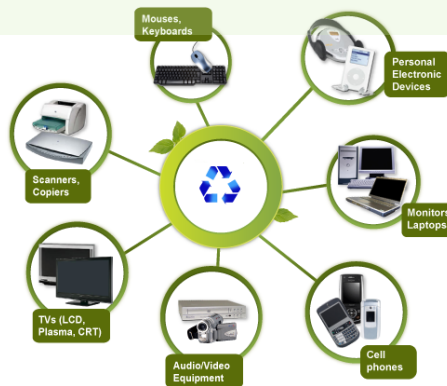 Mouses,
Keyboards
Personal
Electronic
Devices
Scanners,
Copiers
Monitors
Laptops
TVs (LCD,
Plasma, CRT)
Audio/Video
Equipment
Cell
phones